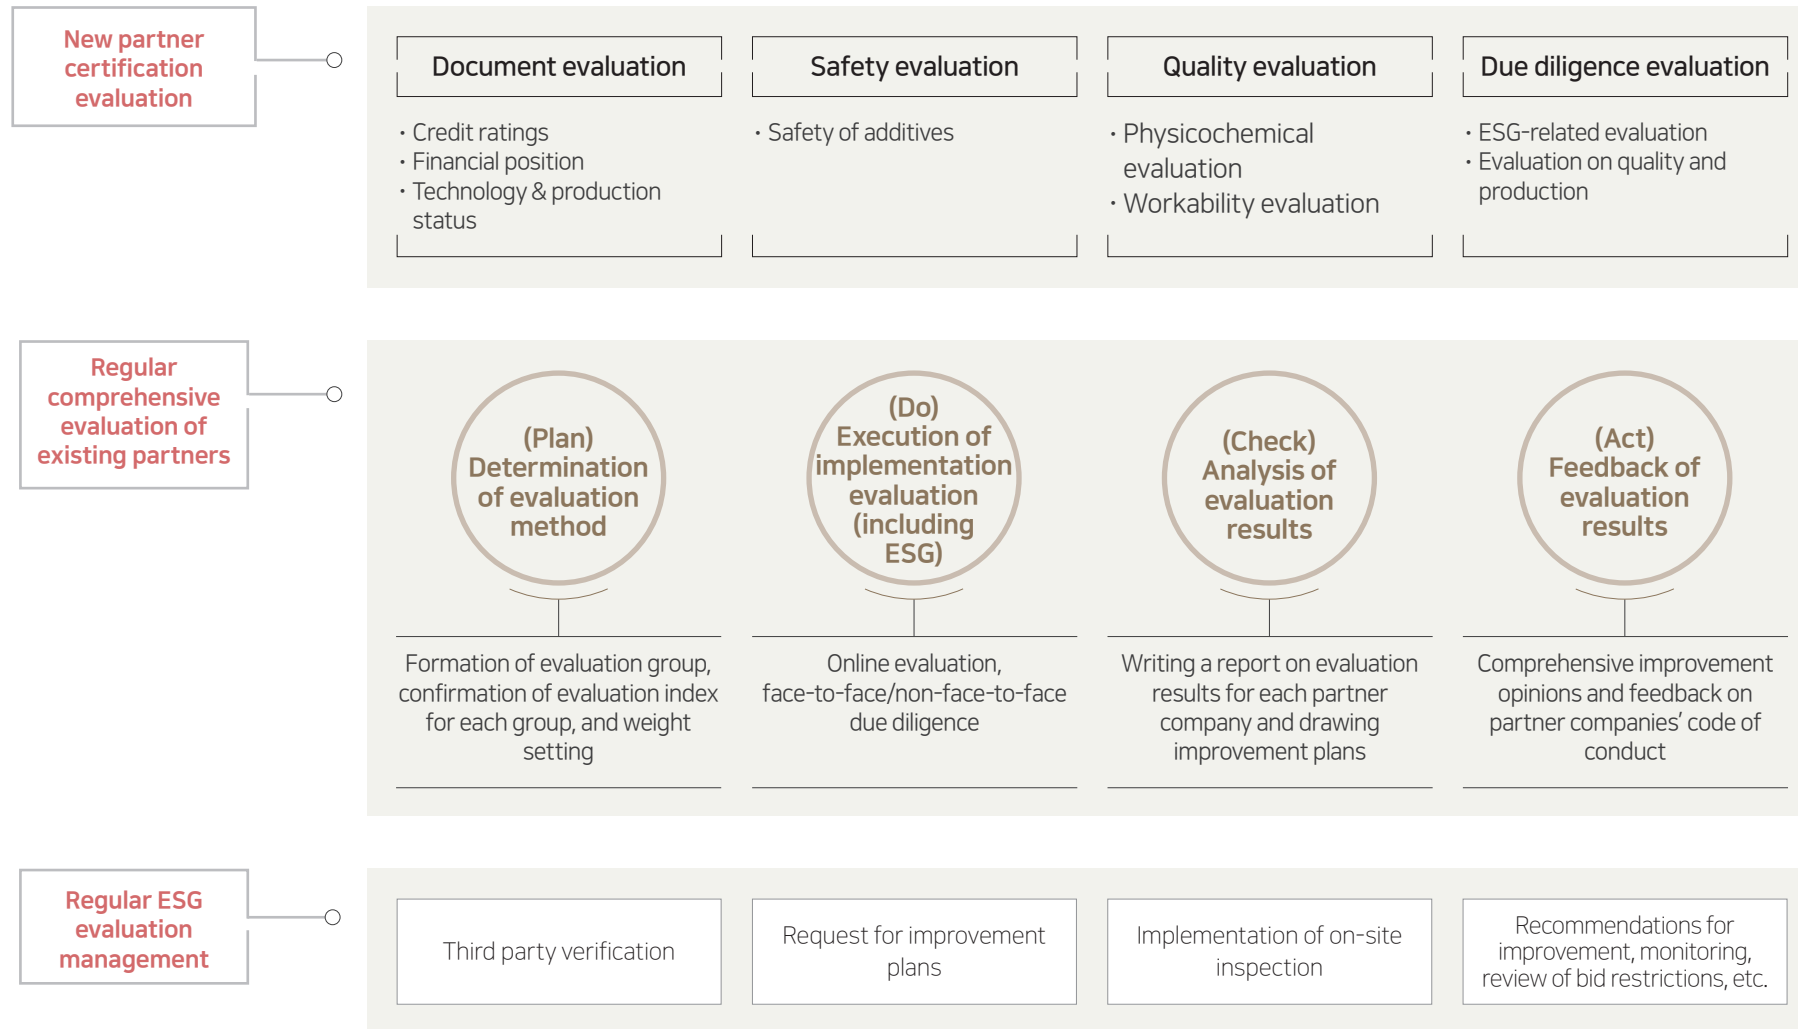 New partner
certification
evaluation
Document evaluation
· Credit ratings
· Financial position
· Technology & production
status
Safety evaluation
· Safety of additives
Quality evaluation
· Physicochemical
evaluation
· Workability evaluation
Due diligence evaluation
· ESG-related evaluation
· Evaluation on quality and
production
Regular
comprehensive
evaluation of
existing partners
(Plan)
Determination
of evaluation
method
Formation of evaluation group,
confirmation of evaluation index
for each group, and weight
setting
(Do)
Execution of
implementation
evaluation
(including
ESG)
Online evaluation,
face-to-face/non-face-to-face
due diligence
(Check)
Analysis of
evaluation
results
Writing a report on evaluation
results for each partner
company and drawing
improvement plans
(Act)
Feedback of
evaluation
results
Comprehensive improvement
opinions and feedback on
partner companies’ code of
conduct
Regular ESG
evaluation
management
Third party verification
Request for improvement
plans
Implementation of on-site
inspection
Recommendations for
improvement, monitoring,
review of bid restrictions, etc.